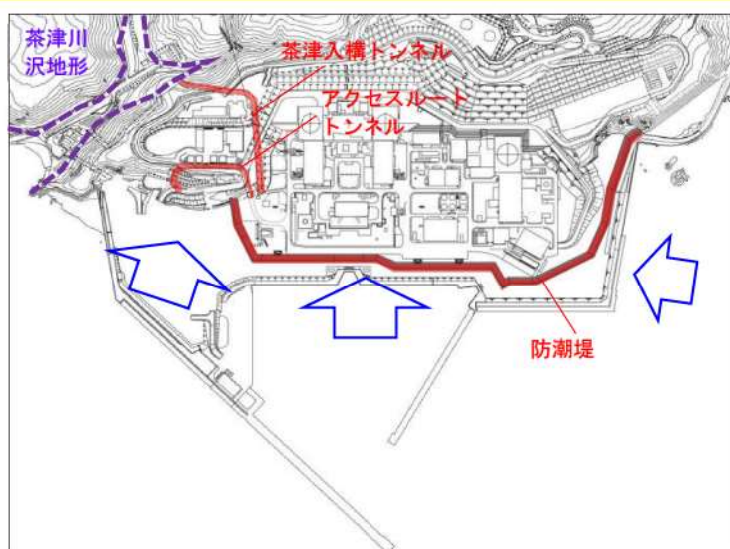 茶津川
沢地形
茶津入構トンネル
アクセスルート
トンネル
防潮堤